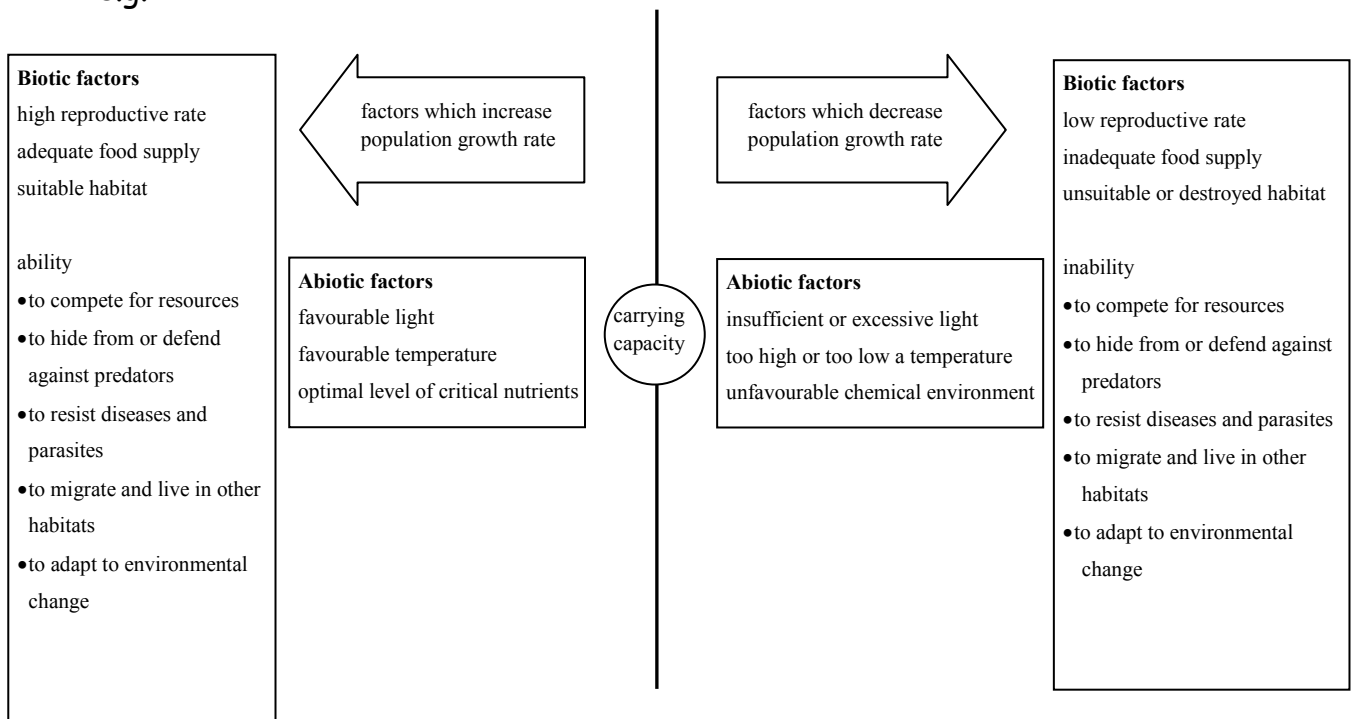 e.g.
Biotic factors
high reproductive rate
adequate food supply
suitable habitat
ability
•to compete for resources
•to hide from or defend
against predators
•to resist diseases and
parasites
•to migrate and live in other
habitats
•to adapt to environmental
change
factors which increase
population growth rate
Abiotic factors
favourable light
favourable temperature
optimal level of critical nutrients
carrying
capacity
factors which decrease
population growth rate
Abiotic factors
insufficient or excessive light
too high or too low a temperature
unfavourable chemical environment
Biotic factors
low reproductive rate
inadequate food supply
unsuitable or destroyed habitat
inability
•to compete for resources
•to hide from or defend against
predators
•to resist diseases and parasites
•to migrate and live in other
habitats
•to adapt to environmental
change